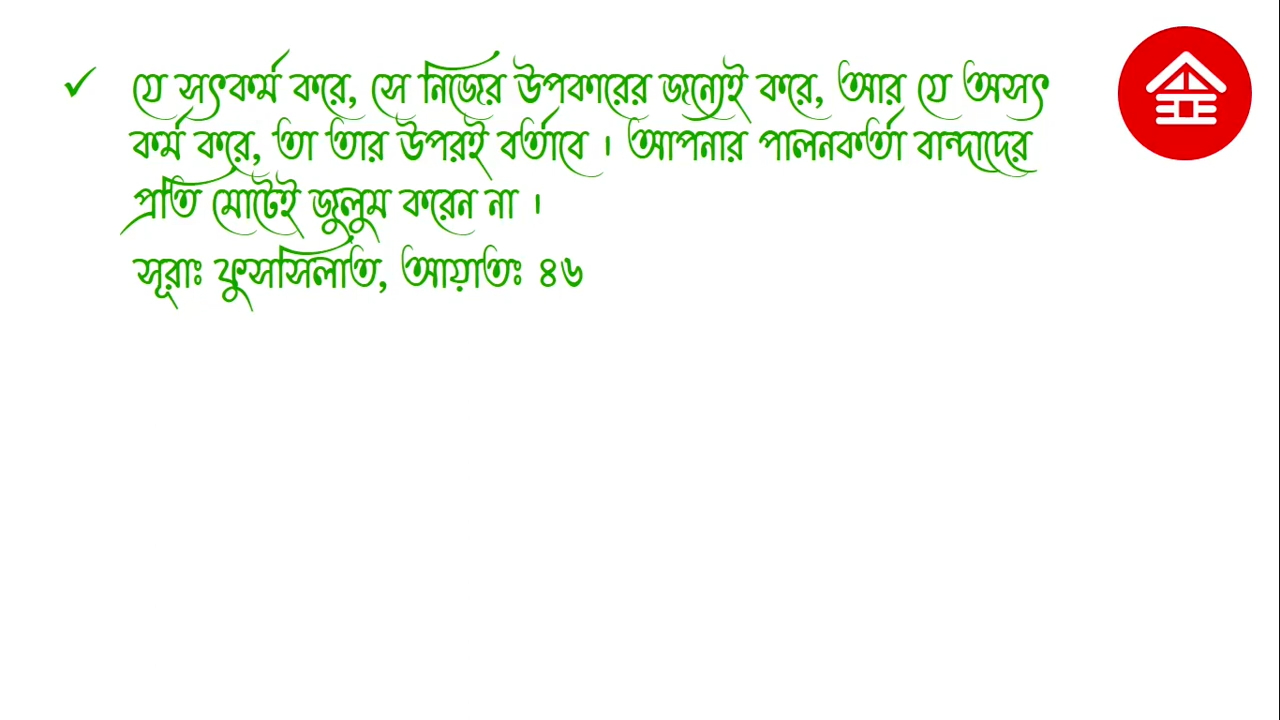 ✓ যে সৎকর্ম করে, সে নিজের উপকারের জন্যেই করে, আর যে অসৎ
কর্ম করে, তা তার উপরই বর্তাবে । আপনার পালনকর্তা বান্দাদের
প্রতি মোটেই জুলুম করেন না ।
সূরাঃ ফুসসিলাত, আয়াতঃ ৪৬